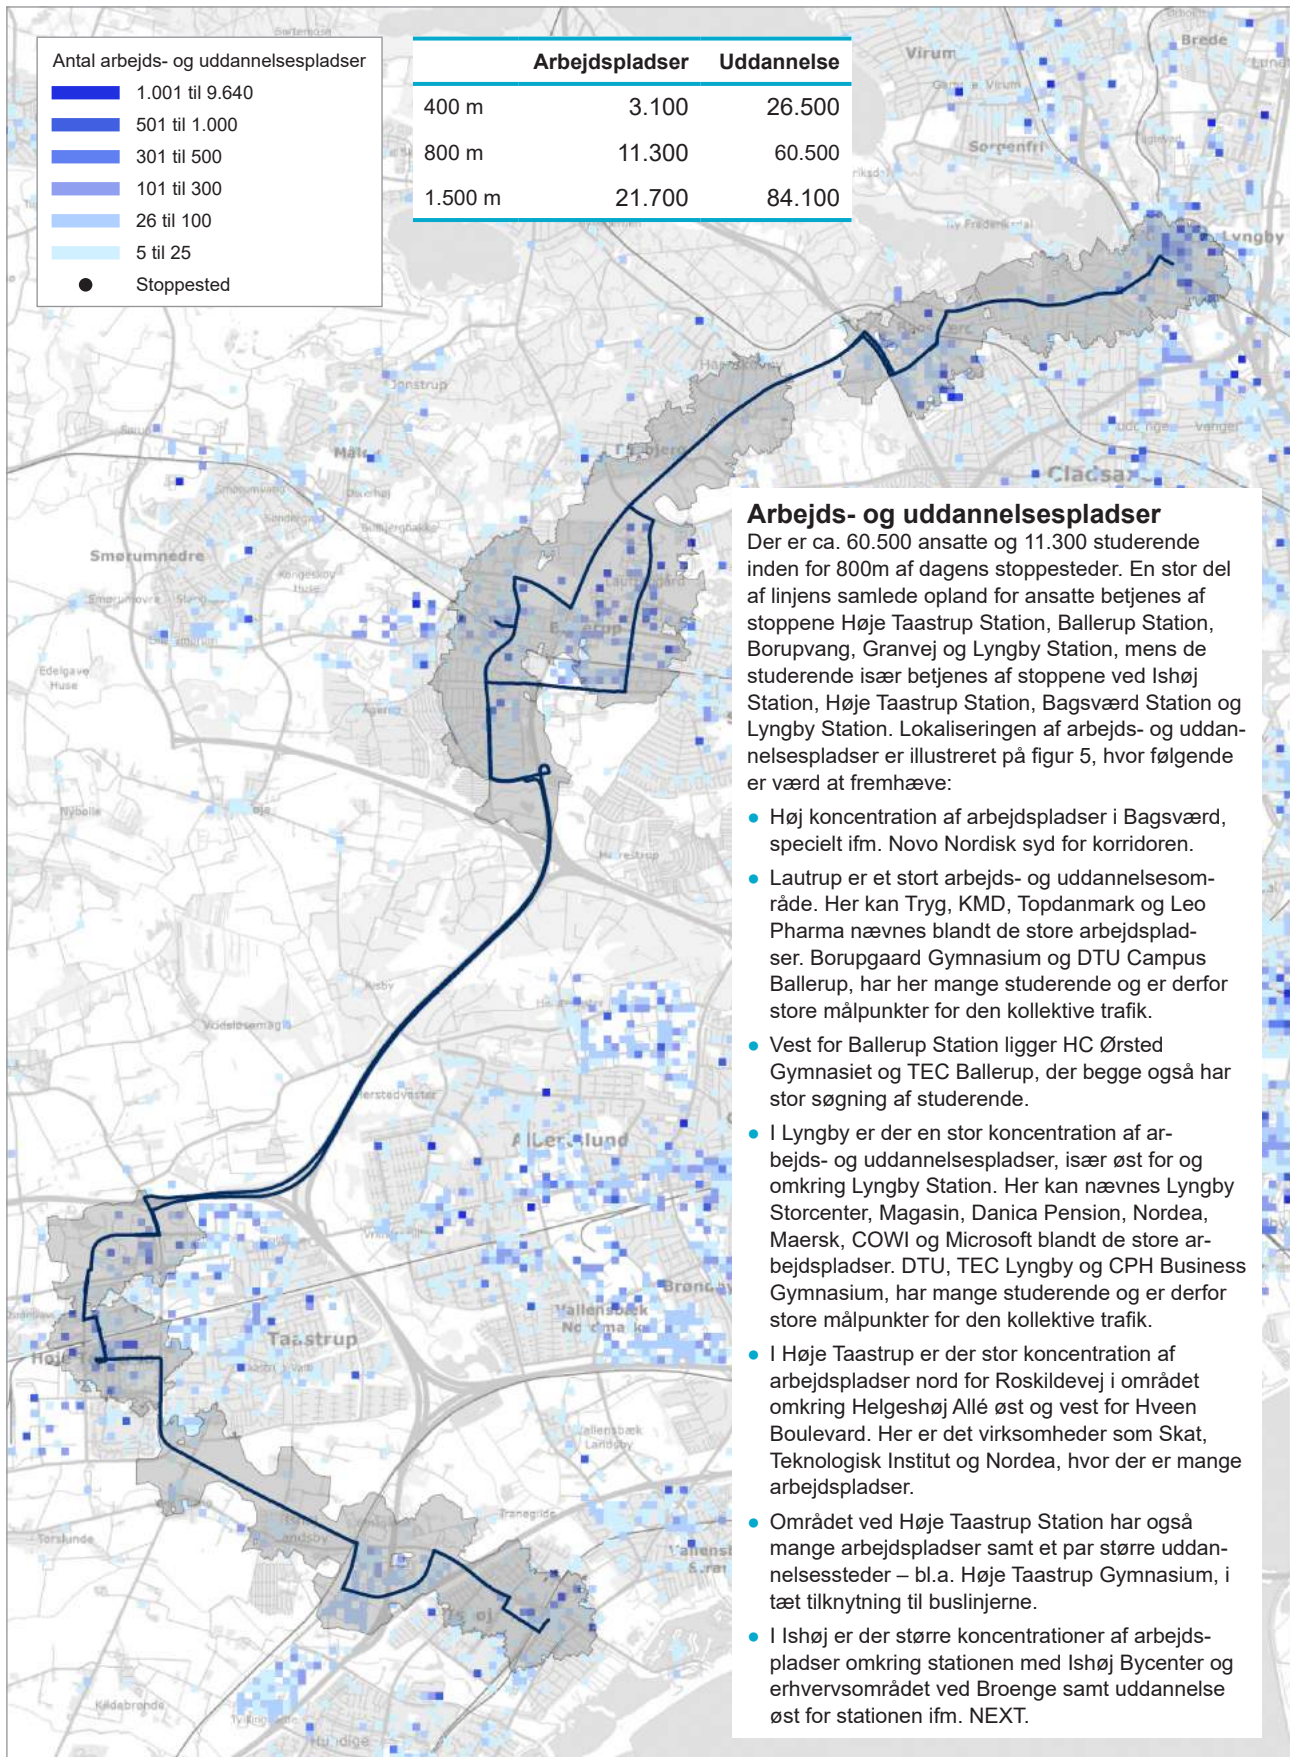 Antal arbejds- og uddannelsespladser
1.001 til 9.640
501 til 1.000
301 til 500
101 til 300
26 til 100
5 til 25
Stoppested
Arbejdspladser Uddannelse
400 m 3.100 26.500
800 m 11.300 60.500
1.500 m 21.700 84.100
Virum
Brede
Sorgenfri
Lyngby
Jonstrup
Smørumnedre
Edelgave
Huse
Ågerup
Nybølle
Risby
Herstedvester
Taastrup
Vallensbæk
Landsby
Tranegilde
Torslunde
Kildebrønde
Arbejds- og uddannelsespladser
Der er ca. 60.500 ansatte og 11.300 studerende
inden for 800m af dagens stoppesteder. En stor del
af linjens samlede opland for ansatte betjenes af
stoppene Høje Taastrup Station, Ballerup Station,
Borupvang, Granvej og Lyngby Station, mens de
studerende især betjenes af stoppene ved Ishøj
Station, Høje Taastrup Station, Bagsværd Station og
Lyngby Station. Lokaliseringen af arbejds- og uddan-
nelsespladser er illustreret på figur 5, hvor følgende
er værd at fremhæve:
● Høj koncentration af arbejdspladser i Bagsværd,
specielt ifm. Novo Nordisk syd for korridoren.
● Lautrup er et stort arbejds- og uddannelsesom-
råde. Her kan Tryg, KMD, Topdanmark og Leo
Pharma nævnes blandt de store arbejdsplad-
ser. Borupgaard Gymnasium og DTU Campus
Ballerup, har her mange studerende og er derfor
store målpunkter for den kollektive trafik.
● Vest for Ballerup Station ligger HC Ørsted
Gymnasiet og TEC Ballerup, der begge også har
stor søgning af studerende.
● I Lyngby er der en stor koncentration af ar-
bejds- og uddannelsespladser, især øst for og
omkring Lyngby Station. Her kan nævnes Lyngby
Storcenter, Magasin, Danica Pension, Nordea,
Maersk, COWI og Microsoft blandt de store ar-
bejdspladser. DTU, TEC Lyngby og CPH Business
Gymnasium, har mange studerende og er derfor
store målpunkter for den kollektive trafik.
● I Høje Taastrup er der stor koncentration af
arbejdspladser nord for Roskildevej i området
omkring Helgeshøj Allé øst og vest for Hveen
Boulevard. Her er det virksomheder som Skat,
Teknologisk Institut og Nordea, hvor der er mange
arbejdspladser.
● Området ved Høje Taastrup Station har også
mange arbejdspladser samt et par større uddan-
nelsessteder – bl.a. Høje Taastrup Gymnasium, i
tæt tilknytning til buslinjerne.
● I Ishøj er der større koncentrationer af arbejds-
pladser omkring stationen med Ishøj Bycenter og
erhvervsområdet ved Broenge samt uddannelse
øst for stationen ifm. NEXT.